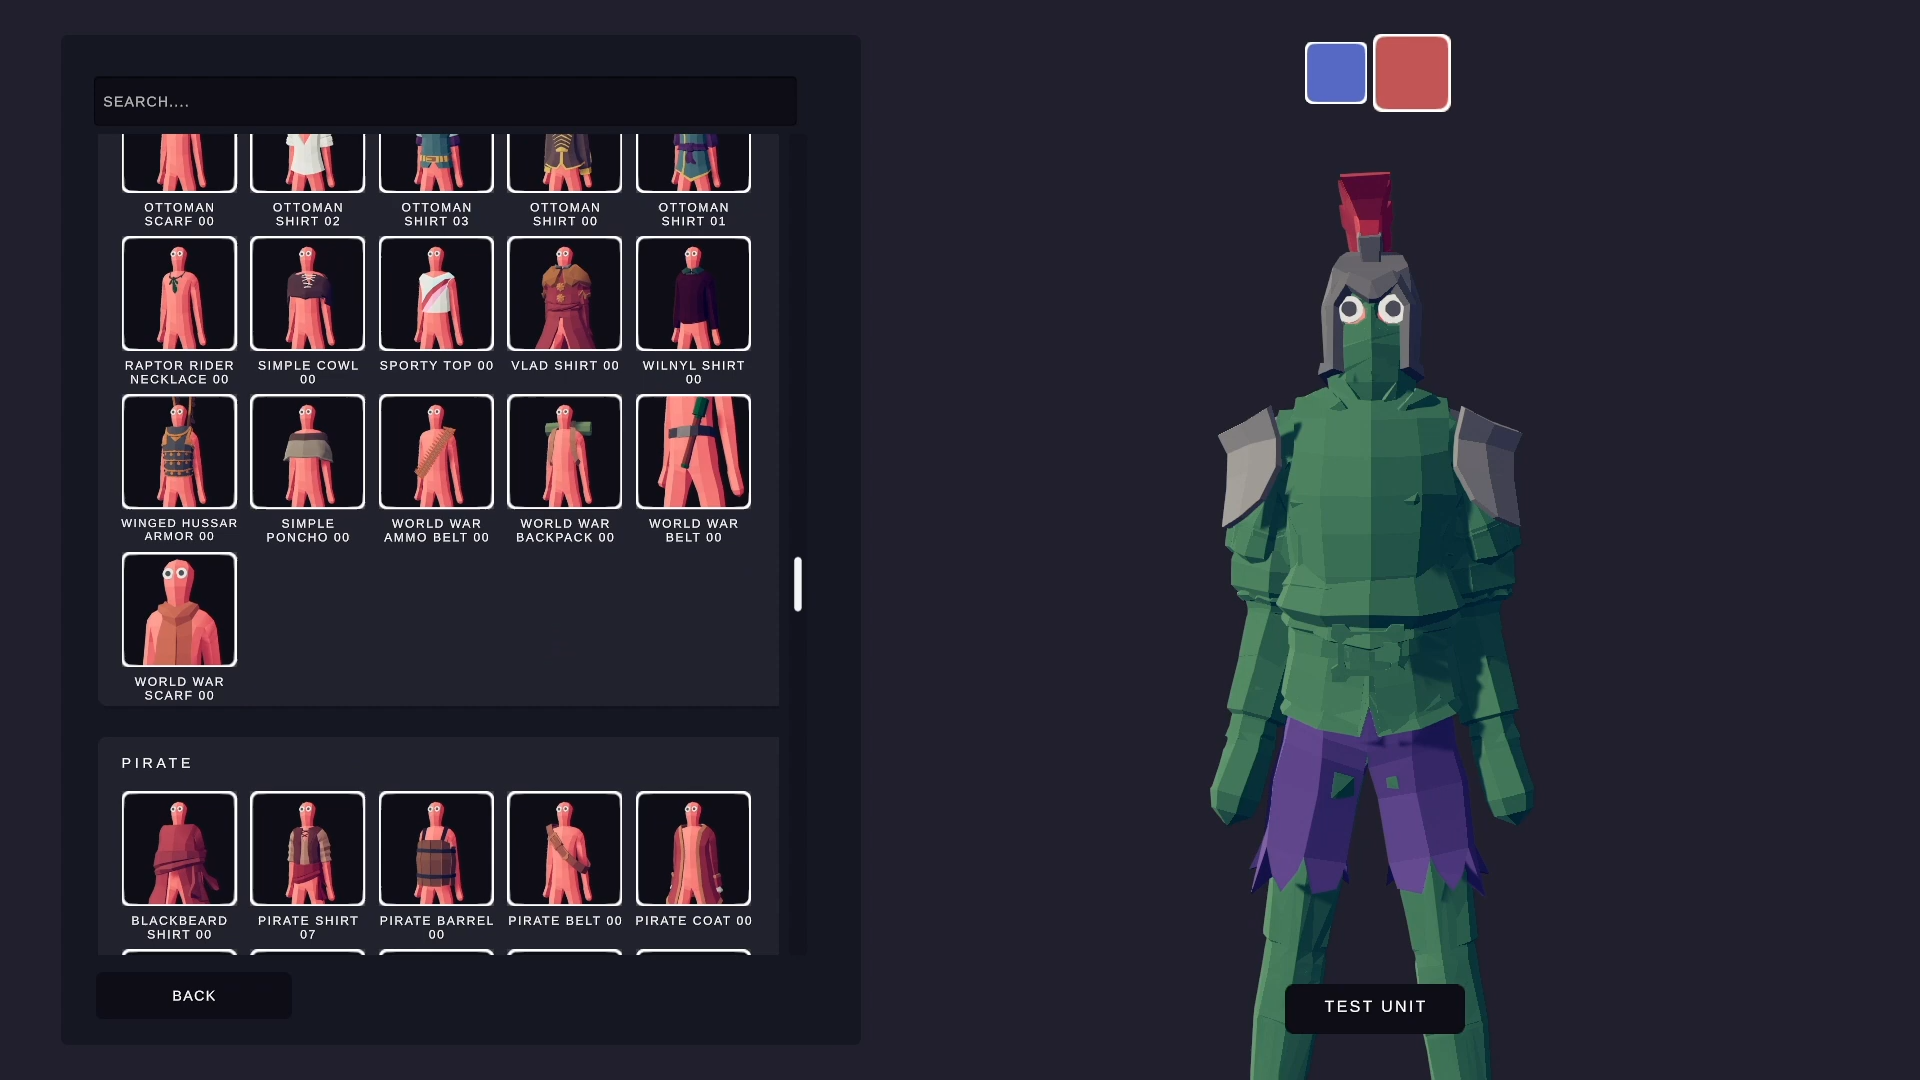 SEARCH....
OTTOMAN
SCARF 00
OTTOMAN
SHIRT 02
OTTOMAN
SHIRT 03
OTTOMAN
SHIRT 00
OTTOMAN
SHIRT 01
RAPTOR RIDER
NECKLACE 00
SIMPLE COWL
00
SPORTY TOP 00
VLAD SHIRT 00
WILNYL SHIRT
00
WINGED HUSSAR
ARMOR 00
SIMPLE
PONCHO 00
WORLD WAR
AMMO BELT 00
WORLD WAR
BACKPACK 00
WORLD WAR
BELT 00
WORLD WAR
SCARF 00
PIRATE
BLACKBEARD
SHIRT 00
PIRATE SHIRT
07
PIRATE BARREL
00
PIRATE BELT 00
PIRATE COAT 00
BACK
TEST UNIT